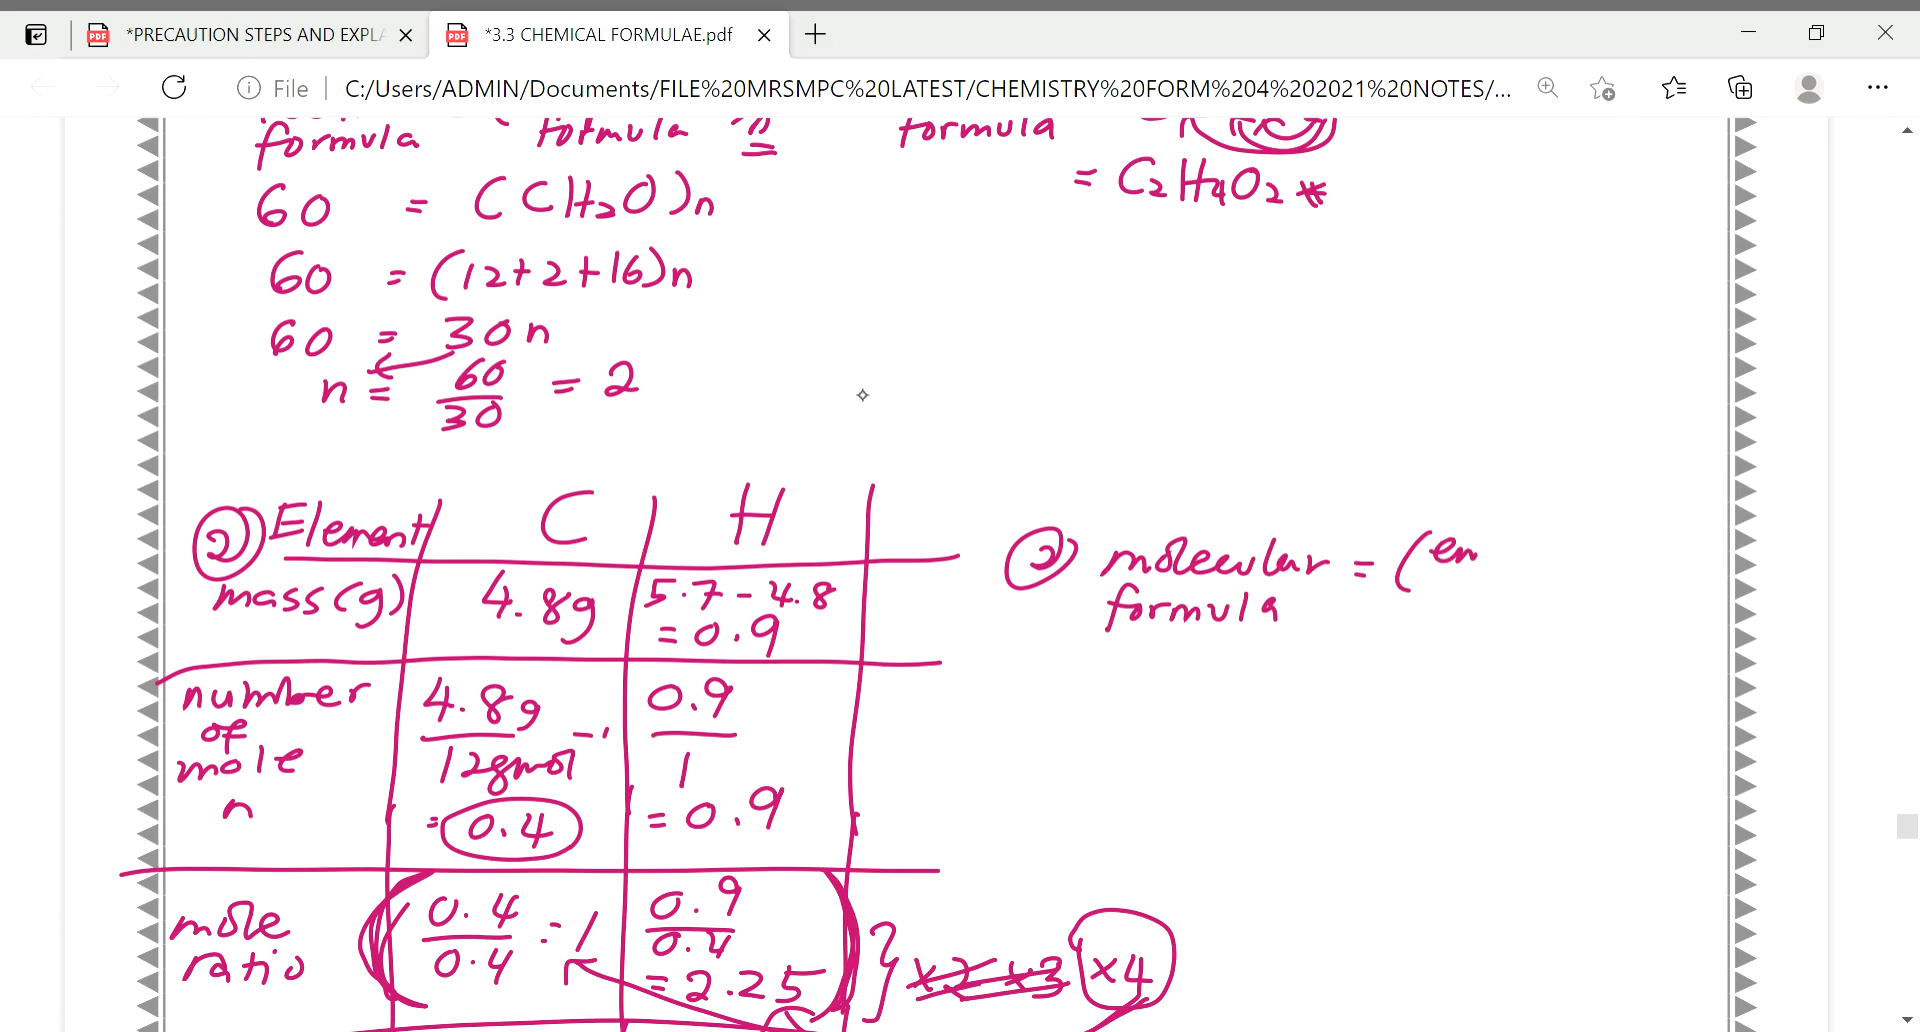 *PRECAUTION STEPS AND EXPLA
*3.3 CHEMICAL FORMULAE.pdf
File
C:/Users/ADMIN/Documents/FILE%20MRSMPC%20LATEST/CHEMISTRY%20FORM%204%202021%20NOTES/...
formula formula n formula
= C₂H₄O₂ *
60 = (CH₂O)n
60 = (12+2+16)n
60 = 30n
n = 60/30 = 2
② Element C H
mass(g) 4.8g 5.7 - 4.8
= 0.9
number of mole n
4.8g / 12gmol⁻¹
= 0.4
0.9 / 1
= 0.9
mole ratio
0.4 / 0.4 = 1
0.9 / 0.4
= 2.25
×2 ×3 ×4
② molecular = (em
formula